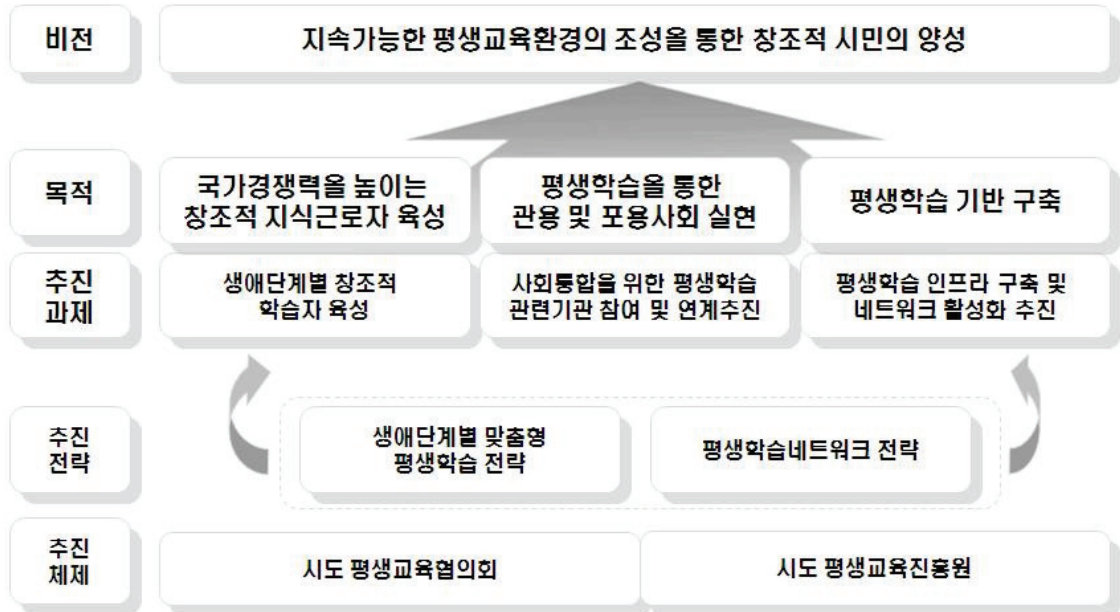 비전
지속가능한 평생교육환경의 조성을 통한 창조적 시민의 양성
목적
국가경쟁력을 높이는
창조적 지식근로자 육성
평생학습을 통한
관용 및 포용사회 실현
평생학습 기반 구축
추진
과제
생애단계별 창조적
학습자 육성
사회통합을 위한 평생학습
관련기관 참여 및 연계추진
평생학습 인프라 구축 및
네트워크 활성화 추진
추진
전략
생애단계별 맞춤형
평생학습 전략
평생학습네트워크 전략
추진
체제
시도 평생교육협의회
시도 평생교육진흥원